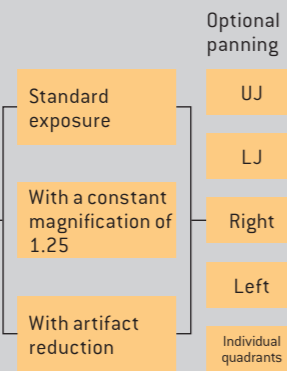 Optional
panning
Standard
exposure
UJ
LJ
With a constant
magnification of
1.25
Right
Left
With artifact
reduction
Individual
quadrants